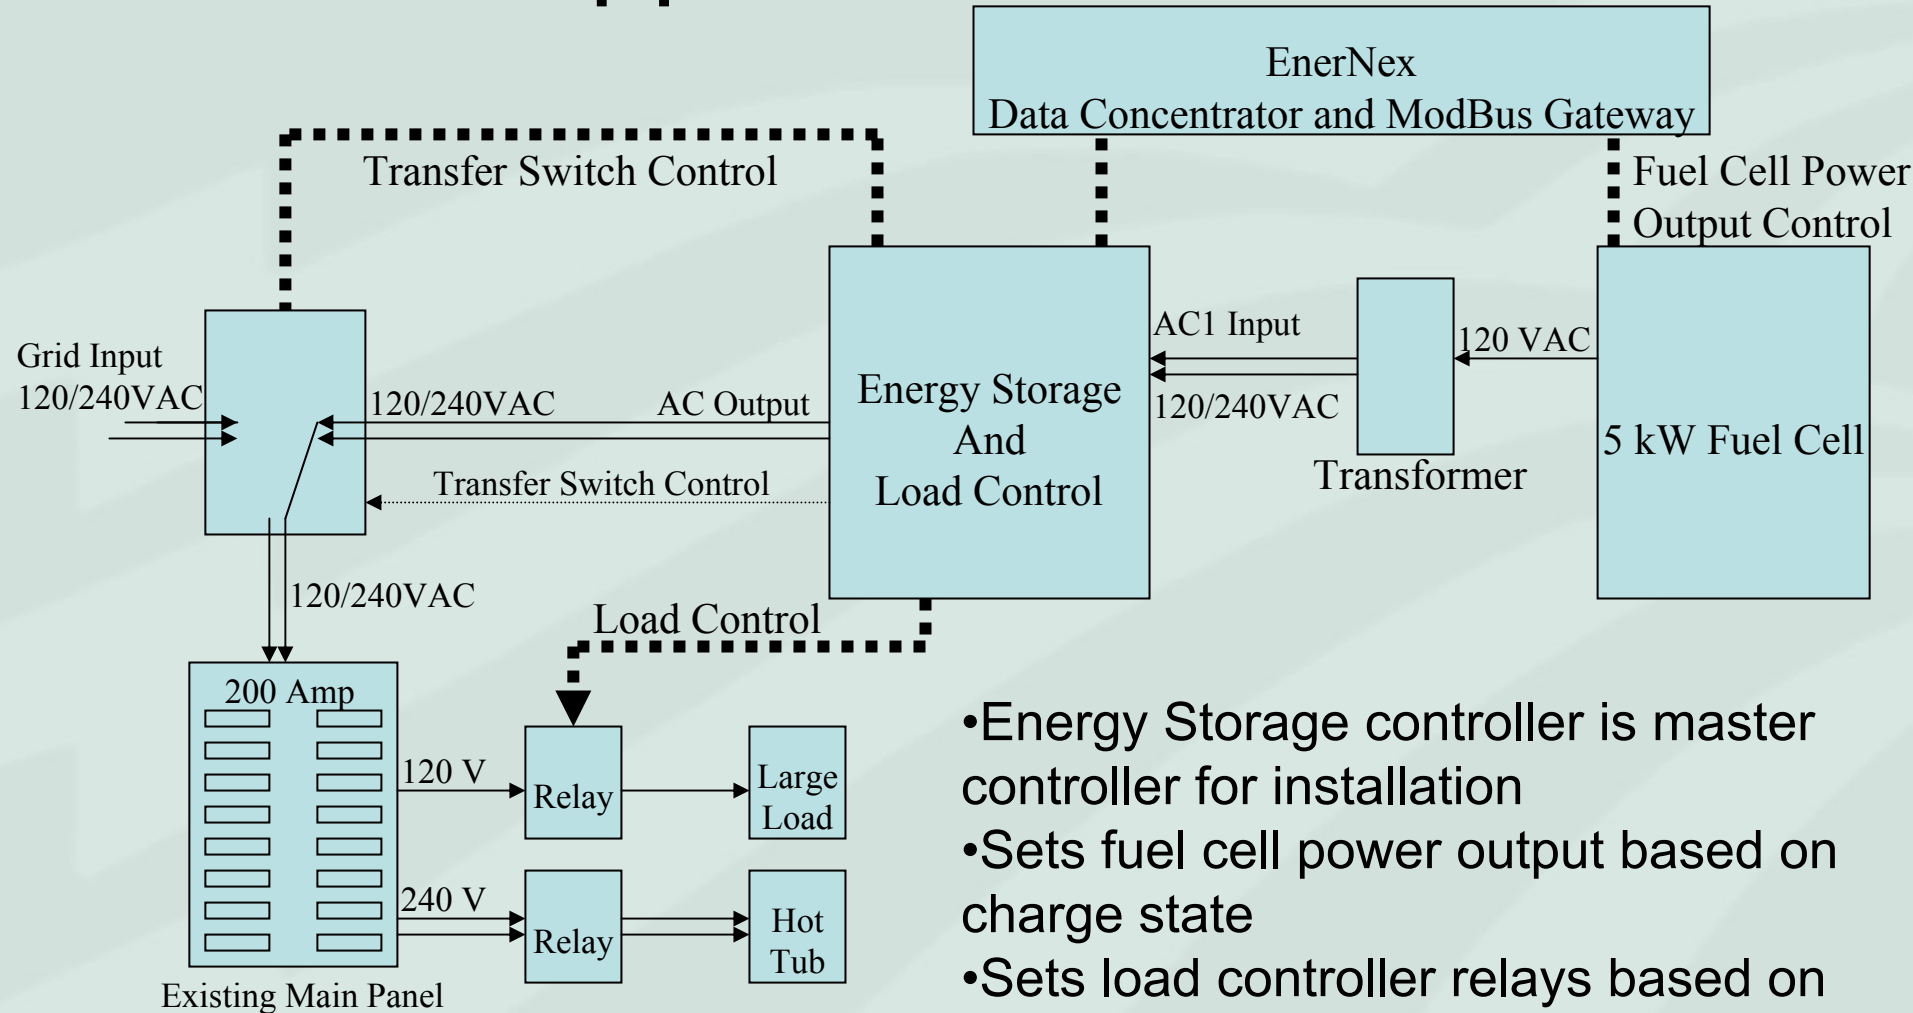 EnerNex
Data Concentrator and ModBus Gateway
Transfer Switch Control
Fuel Cell Power
Output Control
Grid Input
120/240VAC
120/240VAC
AC Output
Transfer Switch Control
Energy Storage
And
Load Control
AC1 Input
120/240VAC
120 VAC
Transformer
5 kW Fuel Cell
120/240VAC
Load Control
200 Amp
120 V
Relay
Large
Load
240 V
Relay
Hot
Tub
Existing Main Panel
•Energy Storage controller is master
controller for installation
•Sets fuel cell power output based on
charge state
•Sets load controller relays based on